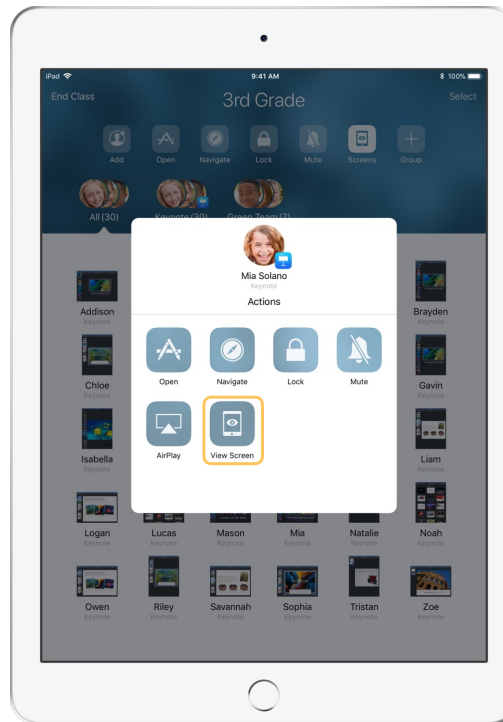 iPad 9:41 AM 100%
End Class 3rd Grade Select
Add Open Navigate Lock Mute Screens Group
All (30) Keynote (30) Green Team (7)
Mia Solano
Keynote
Actions
Open Navigate Lock Mute
AirPlay View Screen
Addison Brayden
Keynote Keynote
Chloe Gavin
Keynote Keynote
Isabella Liam
Keynote Keynote
Logan Lucas Mason Mia Natalie Noah
Keynote Keynote Keynote Keynote Keynote Keynote
Owen Riley Savannah Sophia Tristan Zoe
Keynote Keynote Keynote Keynote Keynote Keynote